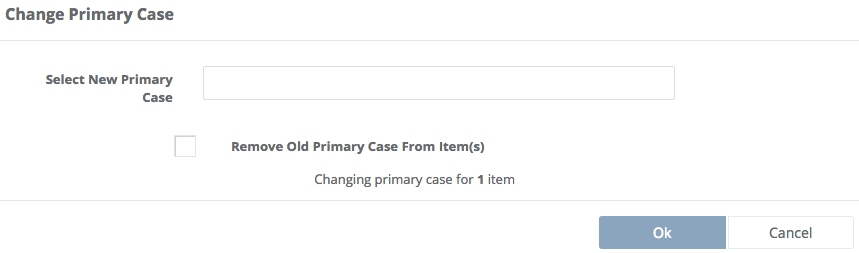 Change Primary Case
Select New Primary
Case
Remove Old Primary Case From Item(s)
Changing primary case for 1 item
Ok
Cancel